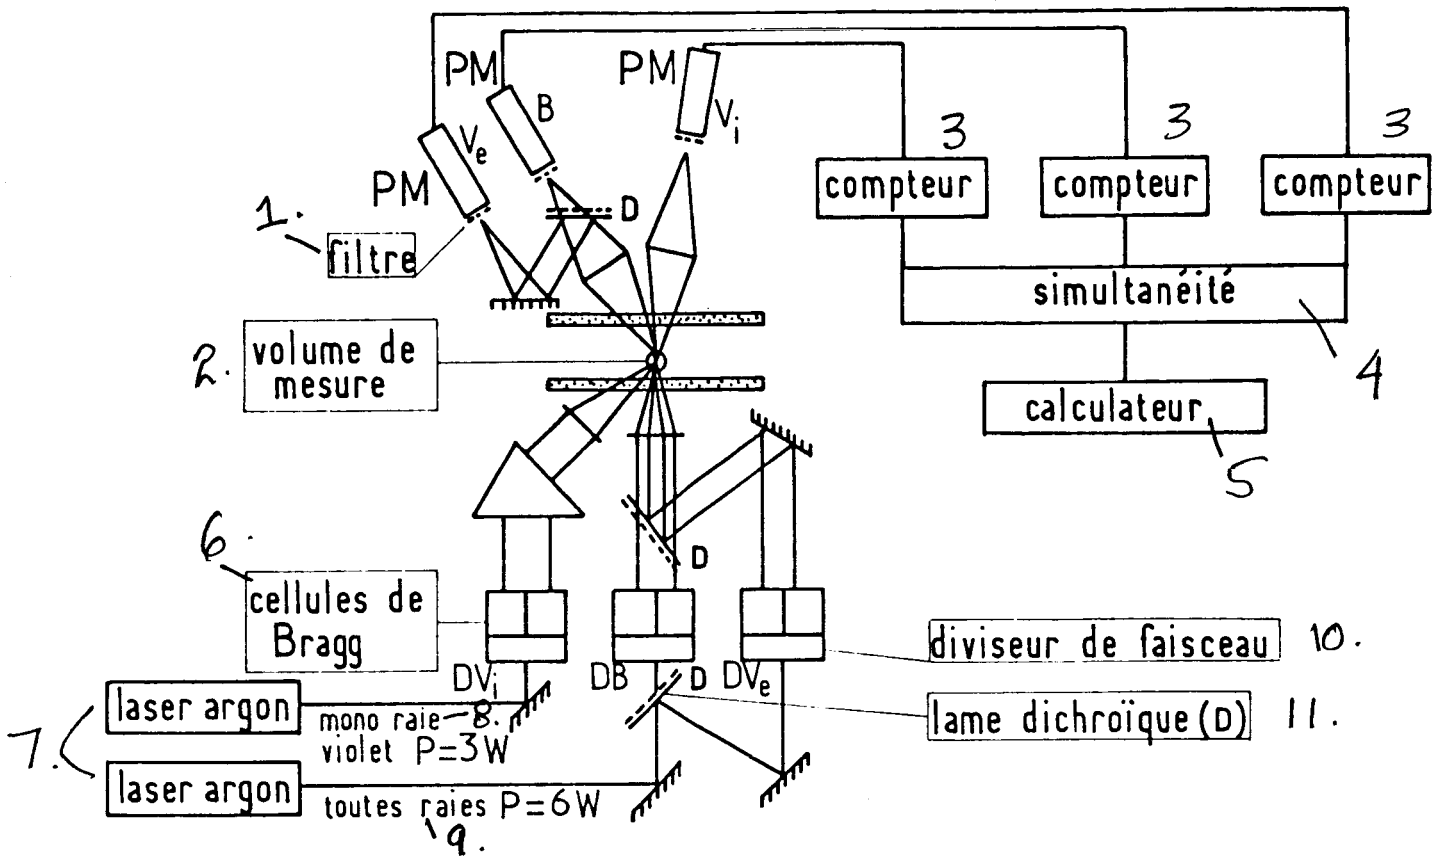 PM
B
PM
V_i
3
3
3
V_e
PM
compteur
compteur
compteur
1.
D
filtre
simultanéité
2.
volume de
mesure
4
calculateur
5
6.
D
cellules de
Bragg
diviseur de faisceau
10.
DV_i
DB
D
DV_e
laser argon
mono raie
8.
violet P=3W
lame dichroïque (D)
11.
7.
laser argon
toutes raies P=6W
9.